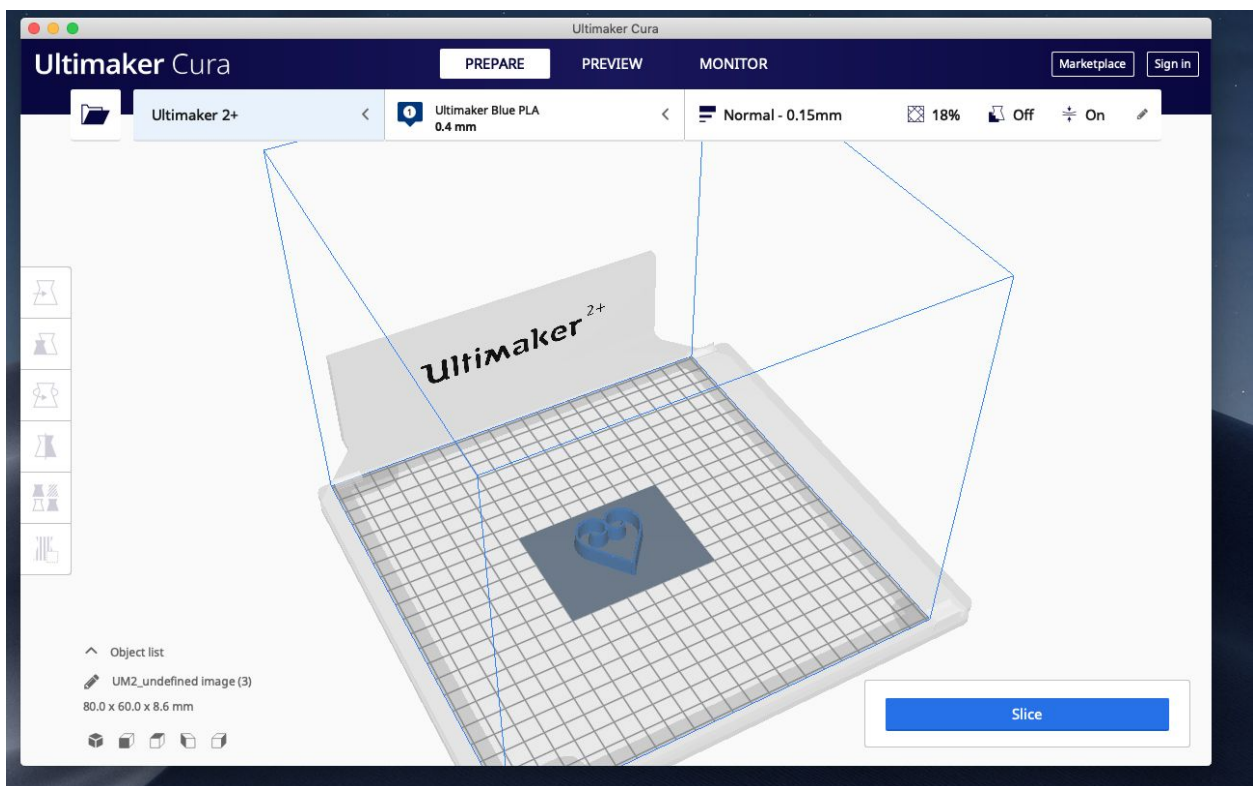 Ultimaker Cura
Ultimaker Cura
PREPARE
PREVIEW
MONITOR
Marketplace
Sign in
Ultimaker 2+
1
Ultimaker Blue PLA
0.4 mm
Normal - 0.15mm
18%
Off
On
Ultimaker 2+
Object list
UM2_undefined image (3)
80.0 x 60.0 x 8.6 mm
Slice